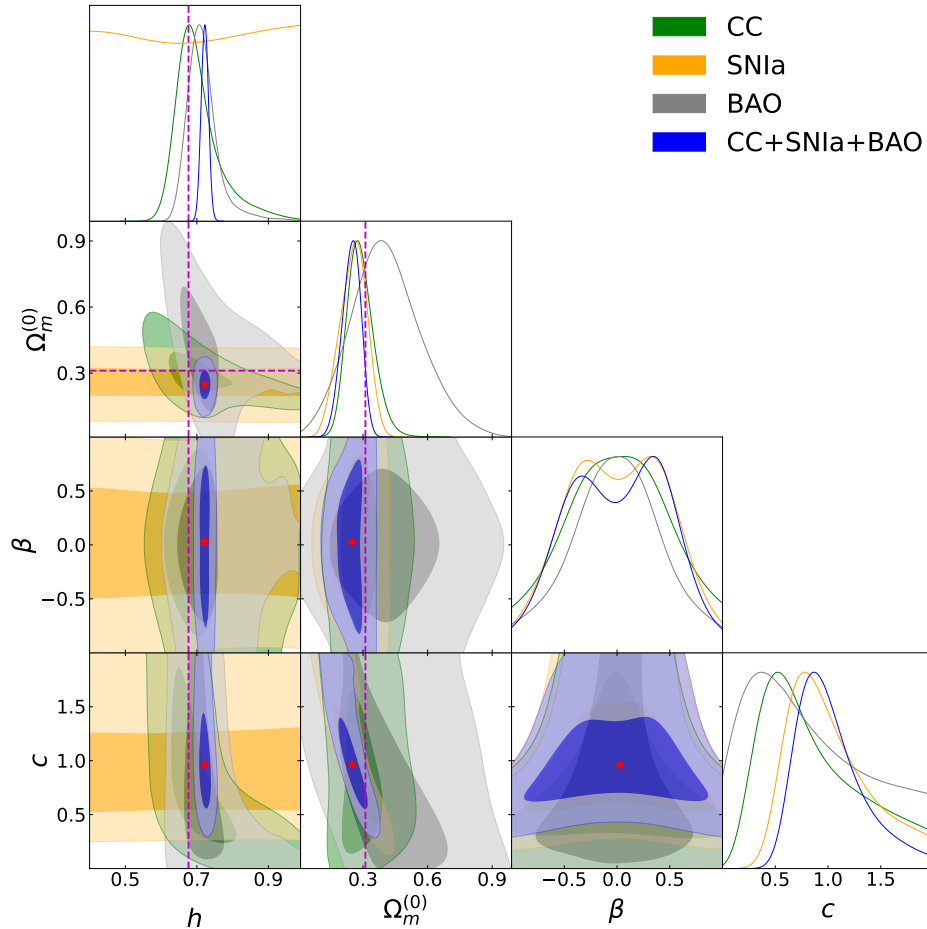 CC
SNIa
BAO
CC+SNIa+BAO
0.9
0.6
0.3
Ω_m^{(0)}
0.5
0.0
−0.5
β
1.5
1.0
0.5
c
0.5 0.7 0.9
0.3 0.6 0.9
−0.5 0.0 0.5
0.5 1.0 1.5
h
Ω_m^{(0)}
β
c